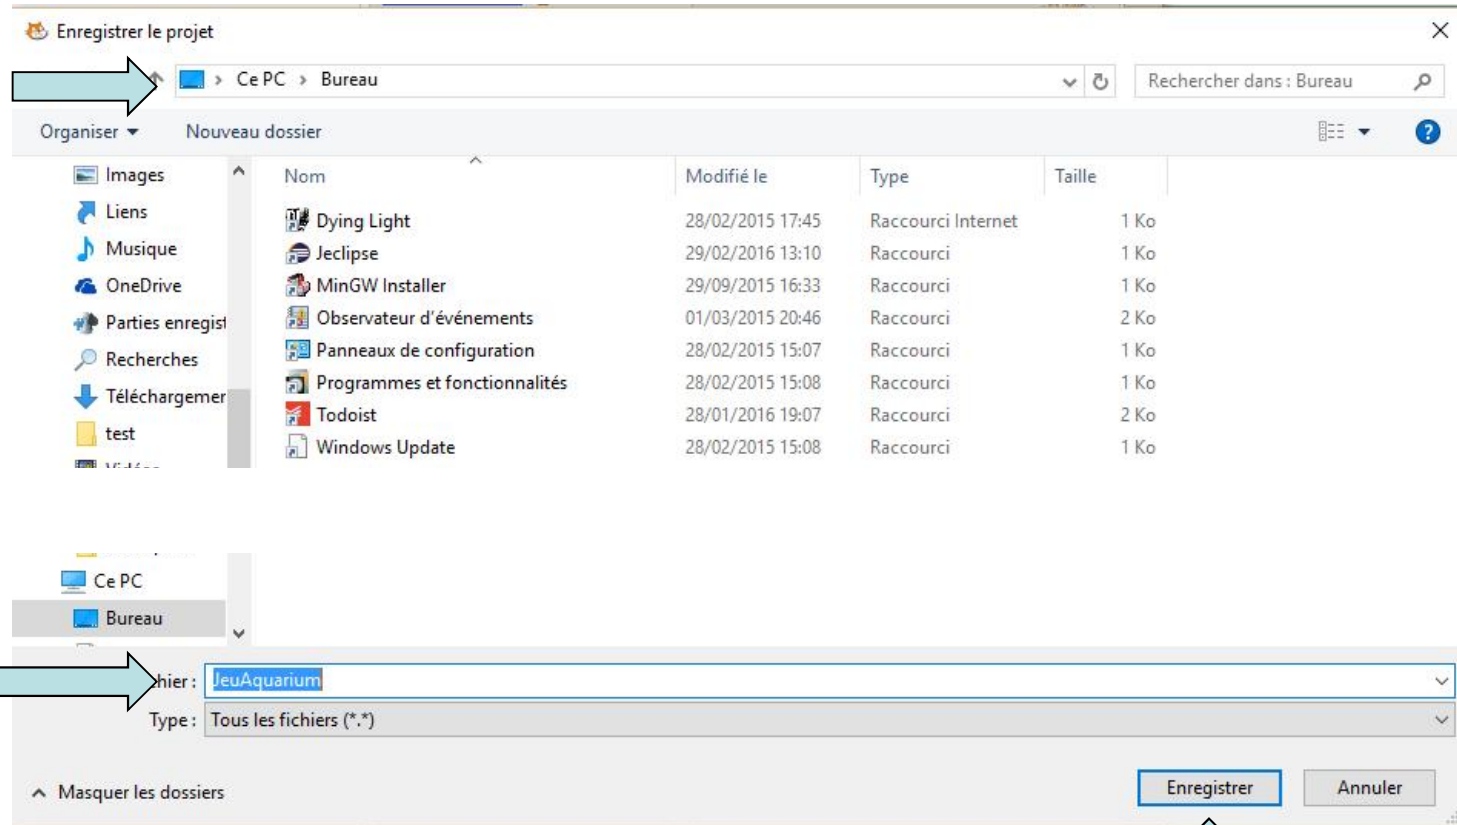 Enregistrer le projet
Ce PC > Bureau
Rechercher dans : Bureau
Organiser Nouveau dossier
Images
Liens
Musique
OneDrive
Parties enregist
Recherches
Téléchargemer
test
Nom Modifié le Type Taille
Dying Light 28/02/2015 17:45 Raccourci Internet 1 Ko
Jeclipse 29/02/2016 13:10 Raccourci 1 Ko
MinGW Installer 29/09/2015 16:33 Raccourci 1 Ko
Observateur d'événements 01/03/2015 20:46 Raccourci 2 Ko
Panneaux de configuration 28/02/2015 15:07 Raccourci 1 Ko
Programmes et fonctionnalités 28/02/2015 15:08 Raccourci 1 Ko
Todoist 28/01/2016 19:07 Raccourci 2 Ko
Windows Update 28/02/2015 15:08 Raccourci 1 Ko
Ce PC
Bureau
hier : JeuAquarium
Type : Tous les fichiers (*.*)
Masquer les dossiers
Enregistrer Annuler